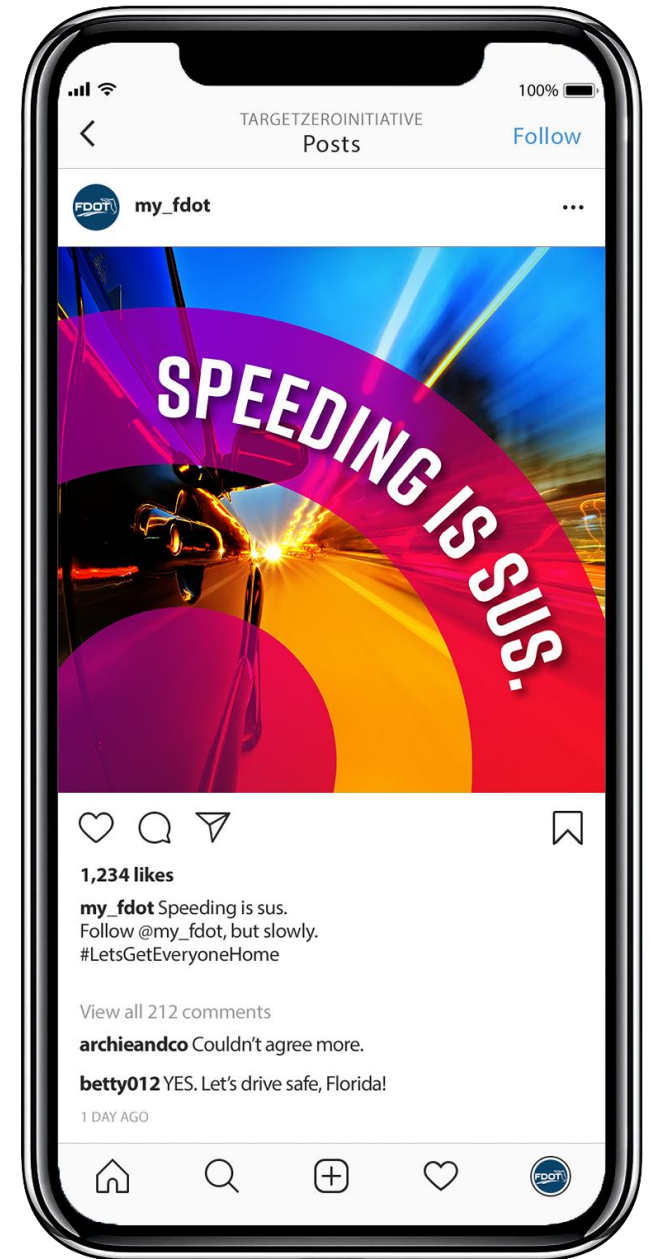 100%
TARGETZEROINITIATIVE
Posts
Follow
FDOT
my_fdot
SPEEDING IS SUS.
1,234 likes
my_fdot Speeding is sus.
Follow @my_fdot, but slowly.
#LetsGetEveryoneHome
View all 212 comments
archieandco Couldn’t agree more.
betty012 YES. Let’s drive safe, Florida!
1 DAY AGO
FDOT